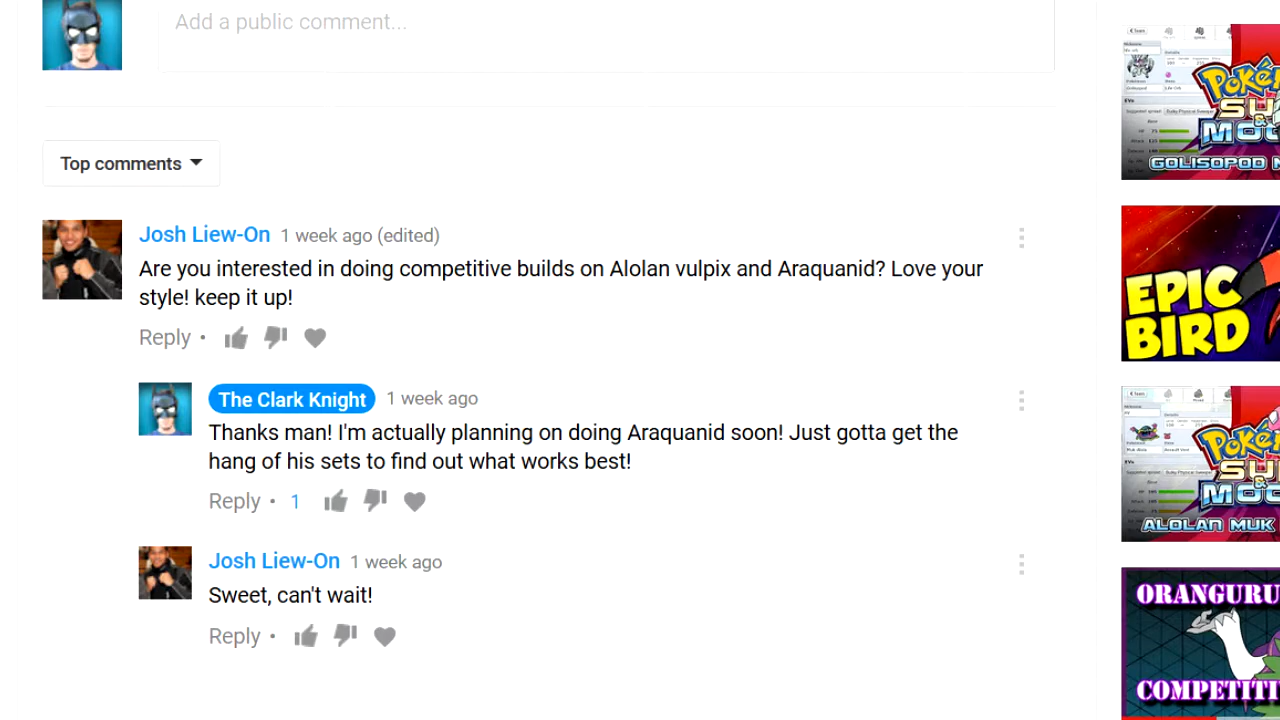 Add a public comment...
Top comments
Josh Liew-On 1 week ago (edited)
Are you interested in doing competitive builds on Alolan vulpix and Araquanid? Love your
style! keep it up!
Reply •
The Clark Knight 1 week ago
Thanks man! I'm actually planning on doing Araquanid soon! Just gotta get the
hang of his sets to find out what works best!
Reply • 1
Josh Liew-On 1 week ago
Sweet, can't wait!
Reply •
GOLISOPOD
EPIC
BIRD
ALOLAN MUK
ORANGURU